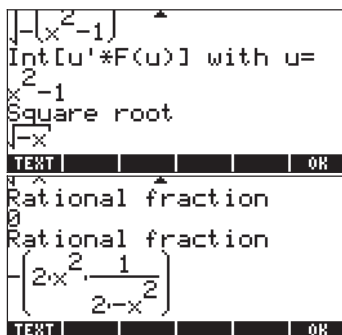 √-(x²-1)
Int[u'*F(u)] with u=
x²-1
Square root
√-x
TEXT OK
Rational fraction
0
Rational fraction
-(2·x²·1/(2·-x²))
TEXT OK